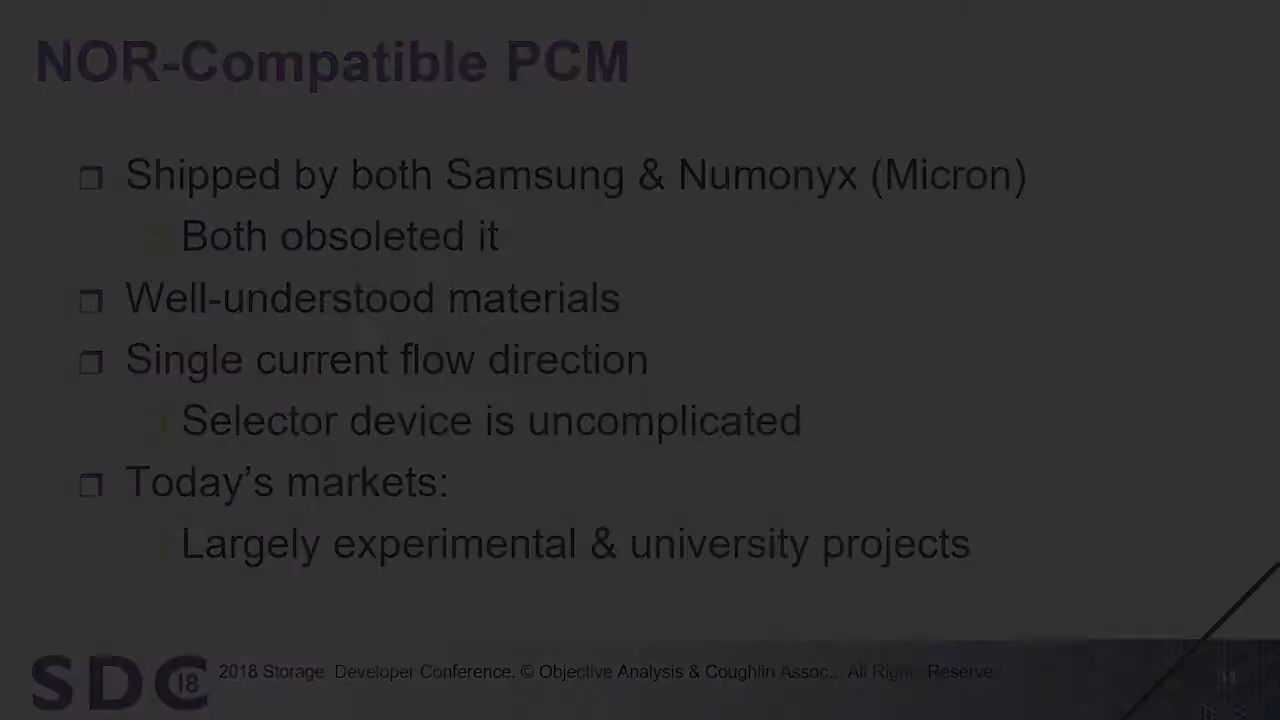 NOR-Compatible PCM
Shipped by both Samsung & Numonyx (Micron)
Both obsoleted it
Well-understood materials
Single current flow direction
Selector device is uncomplicated
Today’s markets:
Largely experimental & university projects
SDC 18
2018 Storage Developer Conference. © Objective Analysis & Coughlin Assoc.. All Rights Reserve